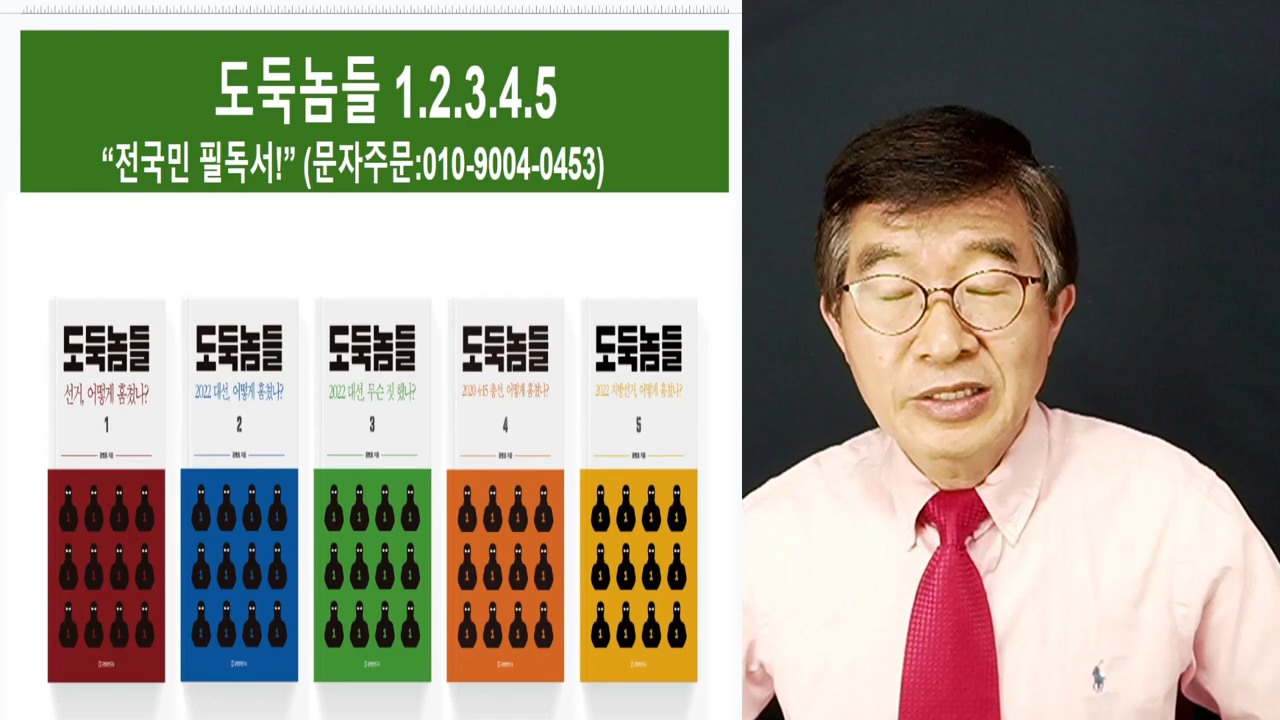 도둑놈들 1.2.3.4.5
“전국민 필독서!” (문자주문:010-9004-0453)
도둑놈들
선거, 어떻게 훔쳤나?
1
도둑놈들
2022 대선, 어떻게 훔쳤나?
2
도둑놈들
2022 대선, 무슨 짓 했나?
3
도둑놈들
2020 4·15 총선, 어떻게 훔쳤나?
4
도둑놈들
2022 지방선거, 어떻게 훔쳤나?
5